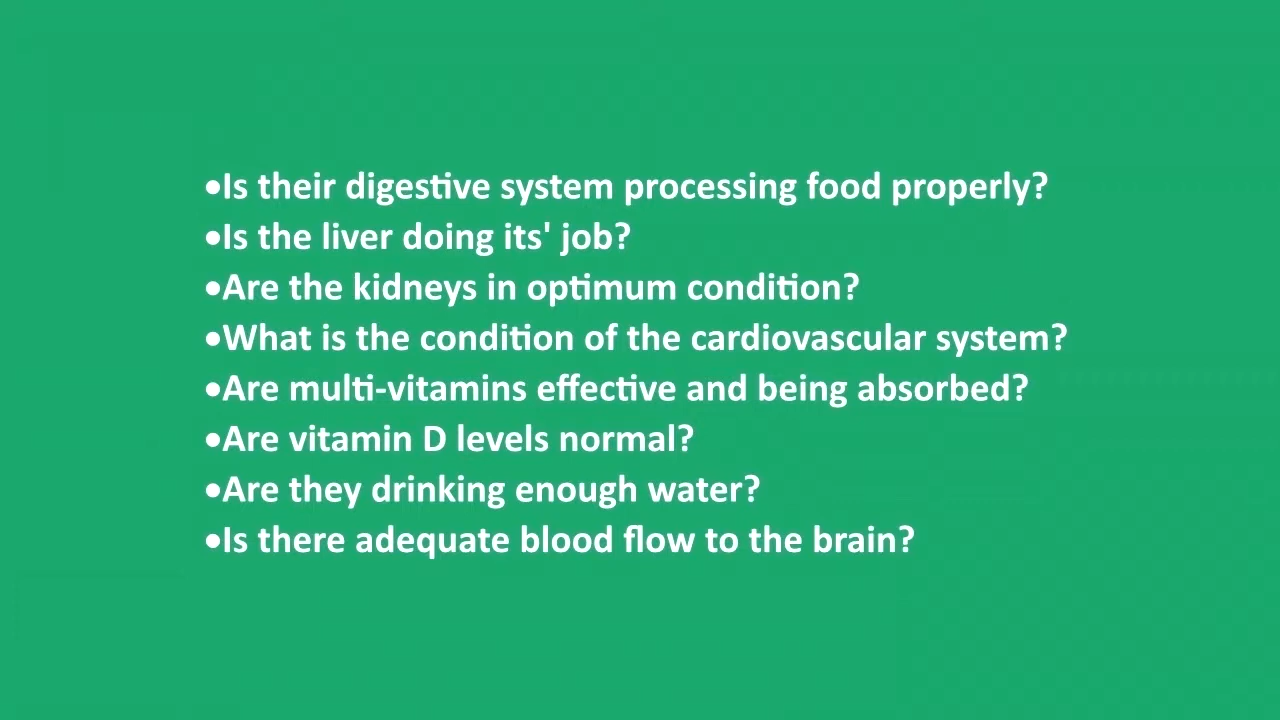 •Is their digestive system processing food properly?
•Is the liver doing its' job?
•Are the kidneys in optimum condition?
•What is the condition of the cardiovascular system?
•Are multi-vitamins effective and being absorbed?
•Are vitamin D levels normal?
•Are they drinking enough water?
•Is there adequate blood flow to the brain?